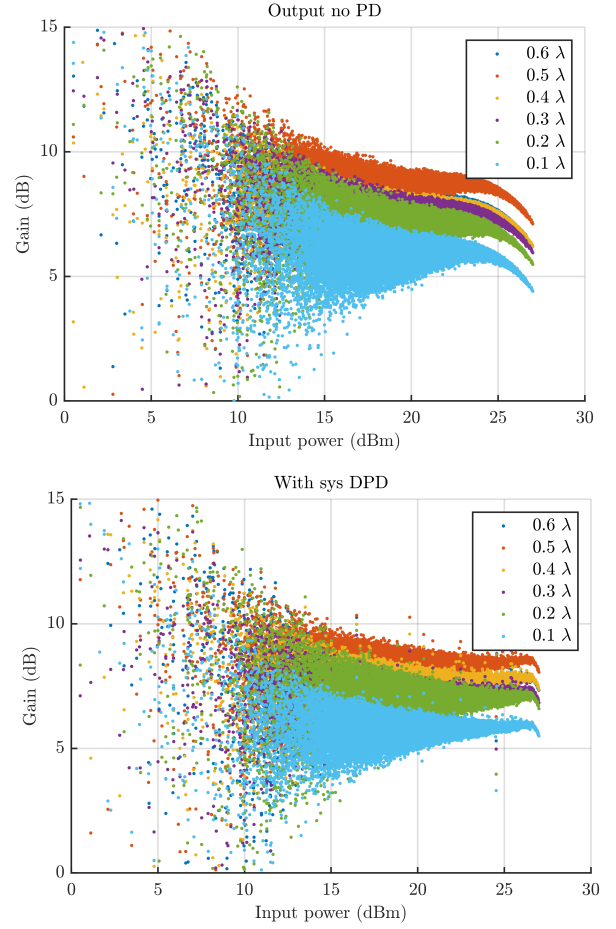 Output no PD
15
10
5
0
Gain (dB)
0.6 λ
0.5 λ
0.4 λ
0.3 λ
0.2 λ
0.1 λ
0 5 10 15 20 25 30
Input power (dBm)
With sys DPD
15
10
5
0
Gain (dB)
0.6 λ
0.5 λ
0.4 λ
0.3 λ
0.2 λ
0.1 λ
0 5 10 15 20 25 30
Input power (dBm)